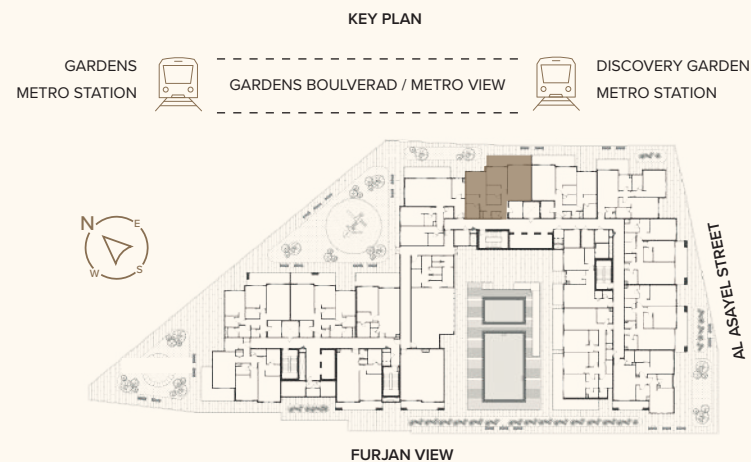 KEY PLAN
GARDENS
METRO STATION
GARDENS BOULVERAD / METRO VIEW
DISCOVERY GARDEN
METRO STATION
N
E
W
S
AL ASAYEL STREET
FURJAN VIEW